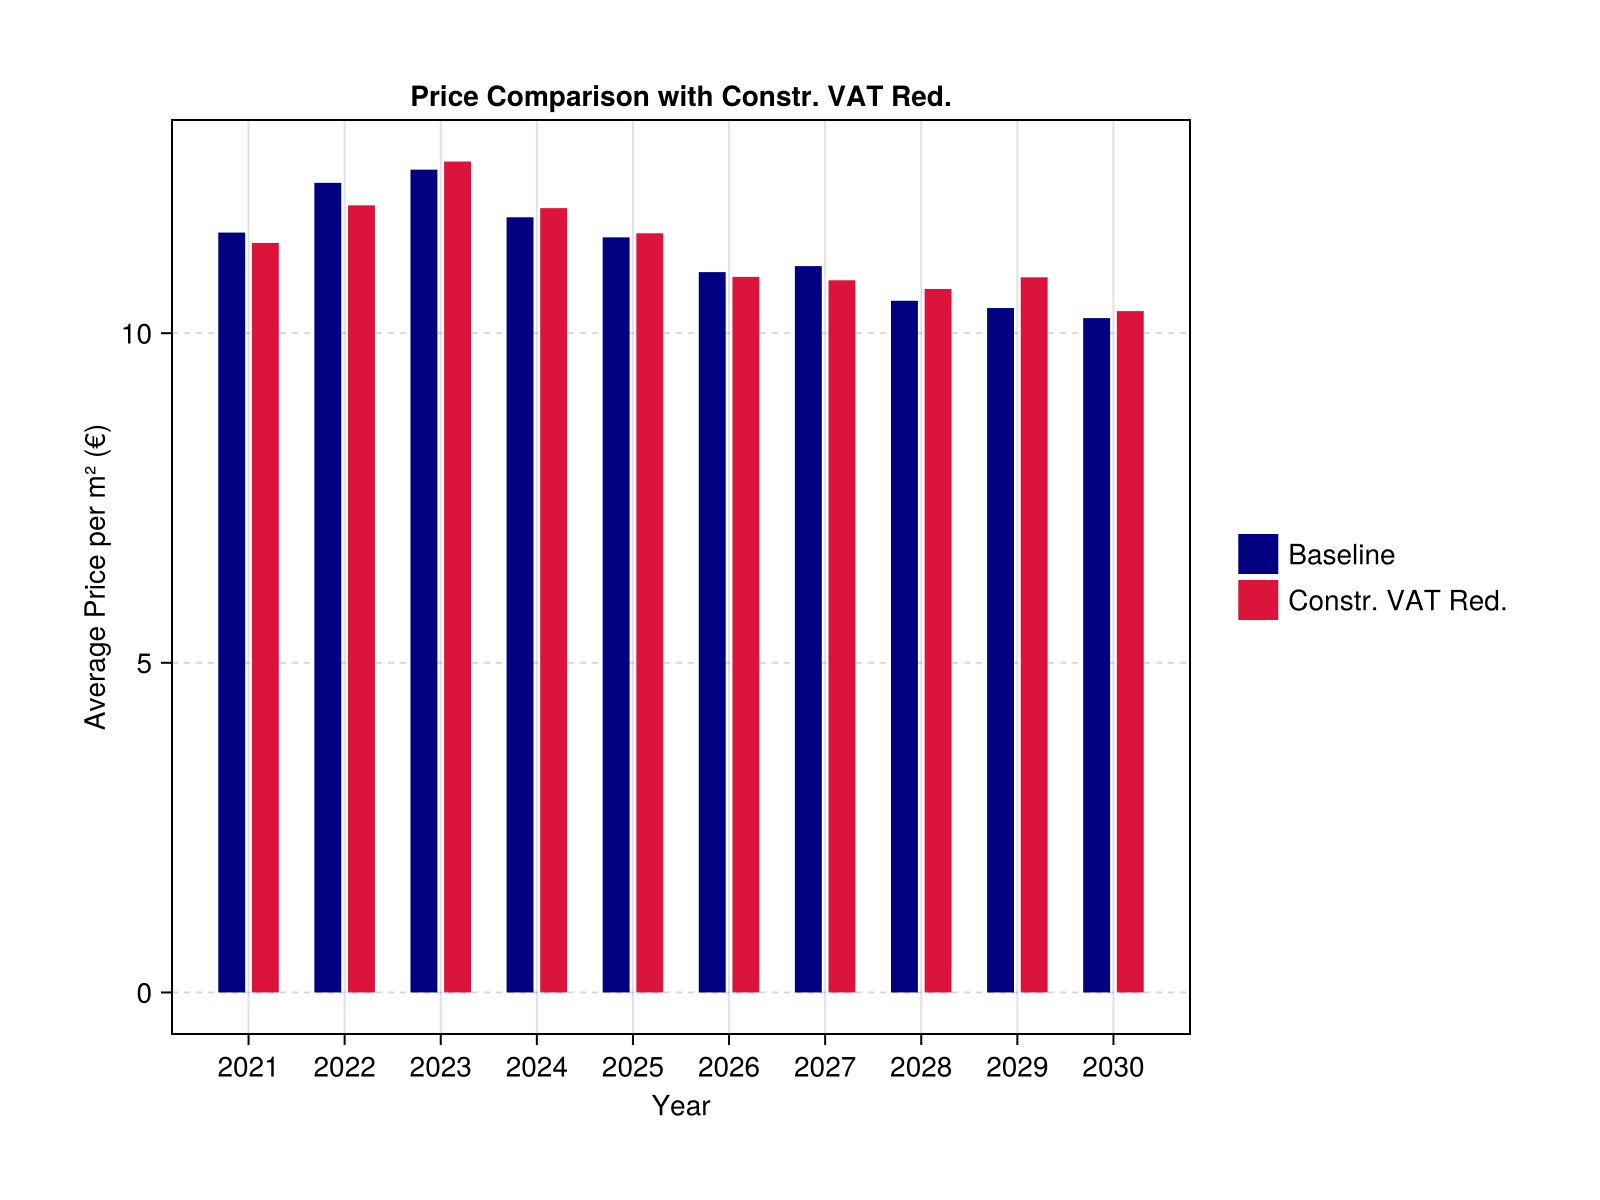 Price Comparison with Constr. VAT Red.
Average Price per m² (€)
10
5
0
2021 2022 2023 2024 2025 2026 2027 2028 2029 2030
Year
Baseline
Constr. VAT Red.